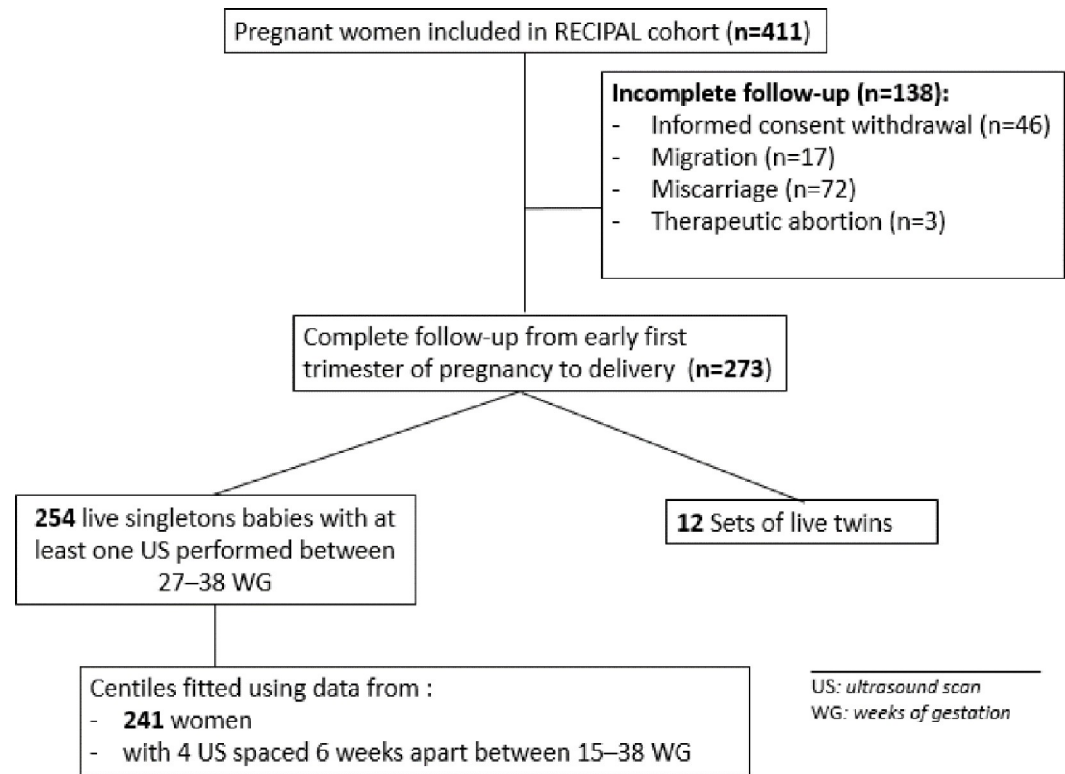 Pregnant women included in RECIPAL cohort (n=411)
Incomplete follow-up (n=138):
- Informed consent withdrawal (n=46)
- Migration (n=17)
- Miscarriage (n=72)
- Therapeutic abortion (n=3)
Complete follow-up from early first
trimester of pregnancy to delivery (n=273)
254 live singletons babies with at
least one US performed between
27–38 WG
12 Sets of live twins
Centiles fitted using data from :
- 241 women
- with 4 US spaced 6 weeks apart between 15–38 WG
US: ultrasound scan
WG: weeks of gestation